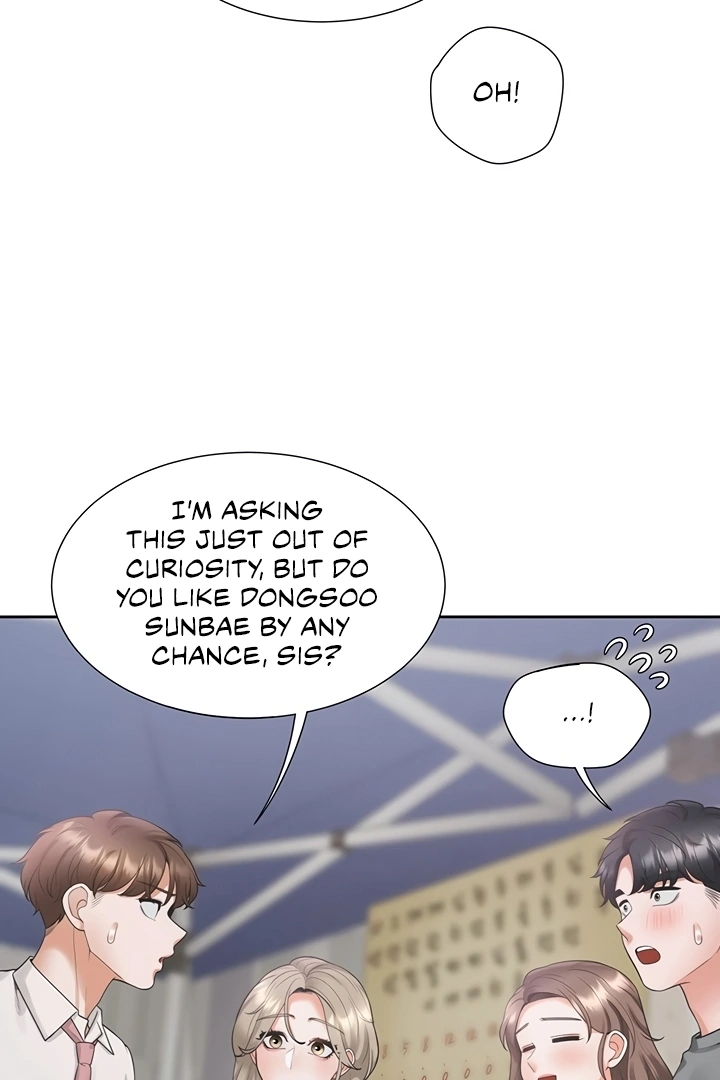 OH!
I'M ASKING
THIS JUST OUT OF
CURIOSITY, BUT DO
YOU LIKE DONGSOO
SUNBAE BY ANY
CHANCE, SIS?
...!